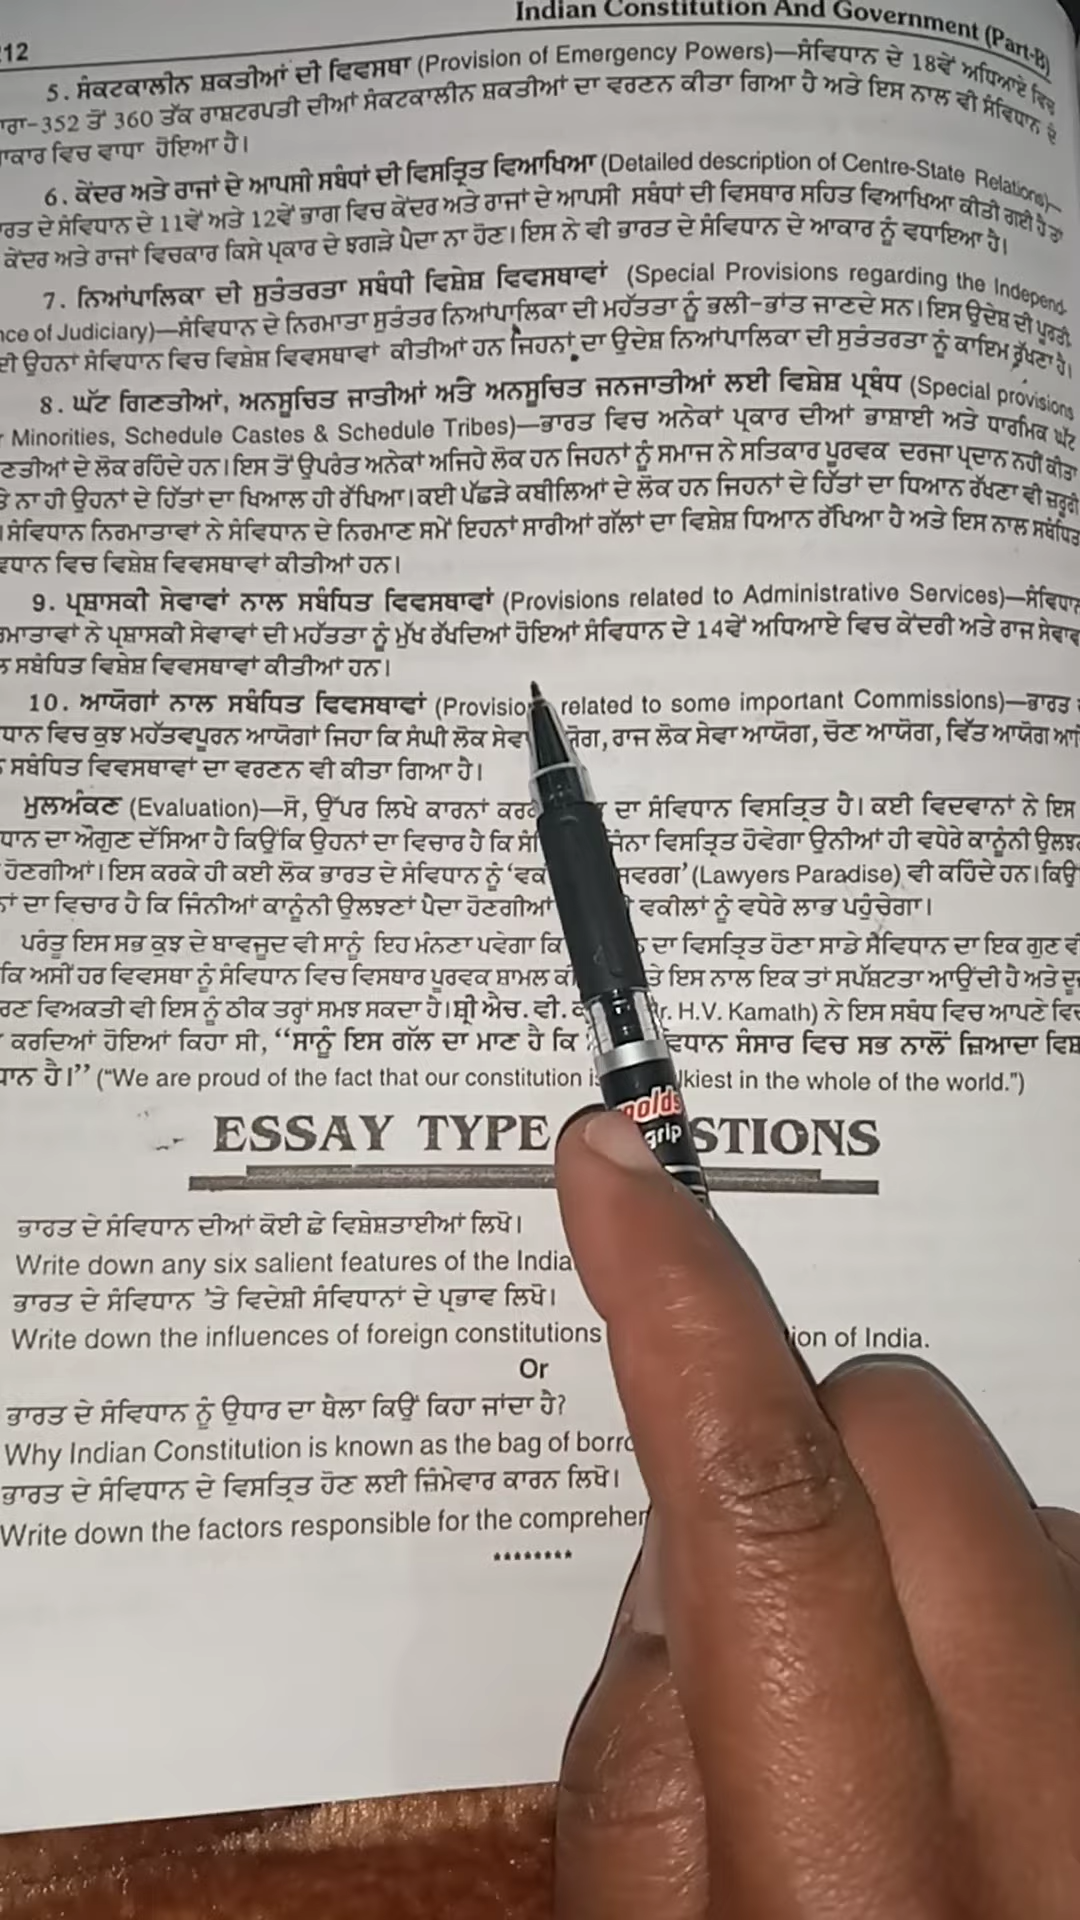 212
Indian Constitution And Government (Part-B)
5. ਸੰਕਟਕਾਲੀਨ ਸ਼ਕਤੀਆਂ ਦੀ ਵਿਵਸਥਾ (Provision of Emergency Powers)—ਸੰਵਿਧਾਨ ਦੇ 18ਵੇਂ ਅਧਿਆਏ ਵਿਚ
ਾਰਾ-352 ਤੋਂ 360 ਤੱਕ ਰਾਸ਼ਟਰਪਤੀ ਦੀਆਂ ਸੰਕਟਕਾਲੀਨ ਸ਼ਕਤੀਆਂ ਦਾ ਵਰਣਨ ਕੀਤਾ ਗਿਆ ਹੈ ਅਤੇ ਇਸ ਨਾਲ ਵੀ ਸੰਵਿਧਾਨ ਦੇ
ਾਕਾਰ ਵਿਚ ਵਾਧਾ ਹੋਇਆ ਹੈ।
6. ਕੇਂਦਰ ਅਤੇ ਰਾਜਾਂ ਦੇ ਆਪਸੀ ਸਬੰਧਾਂ ਦੀ ਵਿਸਤ੍ਰਿਤ ਵਿਆਖਿਆ (Detailed description of Centre-State Relations)—
ਰਤ ਦੇ ਸੰਵਿਧਾਨ ਦੇ 11ਵੇਂ ਅਤੇ 12ਵੇਂ ਭਾਗ ਵਿਚ ਕੇਂਦਰ ਅਤੇ ਰਾਜਾਂ ਦੇ ਆਪਸੀ ਸਬੰਧਾਂ ਦੀ ਵਿਸਥਾਰ ਸਹਿਤ ਵਿਆਖਿਆ ਕੀਤੀ ਗਈ ਹੈ ਤਾਂ
ਕੇਂਦਰ ਅਤੇ ਰਾਜਾਂ ਵਿਚਕਾਰ ਕਿਸੇ ਪ੍ਰਕਾਰ ਦੇ ਝਗੜੇ ਪੈਦਾ ਨਾ ਹੋਣ। ਇਸ ਨੇ ਵੀ ਭਾਰਤ ਦੇ ਸੰਵਿਧਾਨ ਦੇ ਆਕਾਰ ਨੂੰ ਵਧਾਇਆ ਹੈ।
7. ਨਿਆਂਪਾਲਿਕਾ ਦੀ ਸੁਤੰਤਰਤਾ ਸਬੰਧੀ ਵਿਸ਼ੇਸ਼ ਵਿਵਸਥਾਵਾਂ (Special Provisions regarding the Independ-
nce of Judiciary)—ਸੰਵਿਧਾਨ ਦੇ ਨਿਰਮਾਤਾ ਸੁਤੰਤਰ ਨਿਆਂਪਾਲਿਕਾ ਦੀ ਮਹੱਤਤਾ ਨੂੰ ਭਲੀ-ਭਾਂਤ ਜਾਣਦੇ ਸਨ। ਇਸ ਉਦੇਸ਼ ਦੀ ਪੂਰਤੀ
ਈ ਉਹਨਾਂ ਸੰਵਿਧਾਨ ਵਿਚ ਵਿਸ਼ੇਸ਼ ਵਿਵਸਥਾਵਾਂ ਕੀਤੀਆਂ ਹਨ ਜਿਹਨਾਂ ਦਾ ਉਦੇਸ਼ ਨਿਆਂਪਾਲਿਕਾ ਦੀ ਸੁਤੰਤਰਤਾ ਨੂੰ ਕਾਇਮ ਰੱਖਣਾ ਹੈ।
8. ਘੱਟ ਗਿਣਤੀਆਂ, ਅਨਸੂਚਿਤ ਜਾਤੀਆਂ ਅਤੇ ਅਨਸੂਚਿਤ ਜਨਜਾਤੀਆਂ ਲਈ ਵਿਸ਼ੇਸ਼ ਪ੍ਰਬੰਧ (Special provisions
r Minorities, Schedule Castes & Schedule Tribes)—ਭਾਰਤ ਵਿਚ ਅਨੇਕਾਂ ਪ੍ਰਕਾਰ ਦੀਆਂ ਭਾਸ਼ਾਈ ਅਤੇ ਧਾਰਮਿਕ ਘੱਟ
ਣਤੀਆਂ ਦੇ ਲੋਕ ਰਹਿੰਦੇ ਹਨ। ਇਸ ਤੋਂ ਉਪਰੰਤ ਅਨੇਕਾਂ ਅਜਿਹੇ ਲੋਕ ਹਨ ਜਿਹਨਾਂ ਨੂੰ ਸਮਾਜ ਨੇ ਸਤਿਕਾਰ ਪੂਰਵਕ ਦਰਜਾ ਪ੍ਰਦਾਨ ਨਹੀਂ ਕੀਤਾ
ਤੇ ਨਾ ਹੀ ਉਹਨਾਂ ਦੇ ਹਿੱਤਾਂ ਦਾ ਖਿਆਲ ਹੀ ਰੱਖਿਆ। ਕਈ ਪੱਛੜੇ ਕਬੀਲਿਆਂ ਦੇ ਲੋਕ ਹਨ ਜਿਹਨਾਂ ਦੇ ਹਿੱਤਾਂ ਦਾ ਧਿਆਨ ਰੱਖਣਾ ਵੀ ਜ਼ਰੂਰੀ
। ਸੰਵਿਧਾਨ ਨਿਰਮਾਤਾਵਾਂ ਨੇ ਸੰਵਿਧਾਨ ਦੇ ਨਿਰਮਾਣ ਸਮੇਂ ਇਹਨਾਂ ਸਾਰੀਆਂ ਗੱਲਾਂ ਦਾ ਵਿਸ਼ੇਸ਼ ਧਿਆਨ ਰੱਖਿਆ ਹੈ ਅਤੇ ਇਸ ਨਾਲ ਸਬੰਧਿਤ
ਵਧਾਨ ਵਿਚ ਵਿਸ਼ੇਸ਼ ਵਿਵਸਥਾਵਾਂ ਕੀਤੀਆਂ ਹਨ।
9. ਪ੍ਰਸ਼ਾਸਕੀ ਸੇਵਾਵਾਂ ਨਾਲ ਸਬੰਧਿਤ ਵਿਵਸਥਾਵਾਂ (Provisions related to Administrative Services)—ਸੰਵਿਧਾਨ
ਰਮਾਤਾਵਾਂ ਨੇ ਪ੍ਰਸ਼ਾਸਕੀ ਸੇਵਾਵਾਂ ਦੀ ਮਹੱਤਤਾ ਨੂੰ ਮੁੱਖ ਰੱਖਦਿਆਂ ਹੋਇਆਂ ਸੰਵਿਧਾਨ ਦੇ 14ਵੇਂ ਅਧਿਆਏ ਵਿਚ ਕੇਂਦਰੀ ਅਤੇ ਰਾਜ ਸੇਵਾਵਾਂ
ਲ ਸਬੰਧਿਤ ਵਿਸ਼ੇਸ਼ ਵਿਵਸਥਾਵਾਂ ਕੀਤੀਆਂ ਹਨ।
10. ਆਯੋਗਾਂ ਨਾਲ ਸਬੰਧਿਤ ਵਿਵਸਥਾਵਾਂ (Provisio related to some important Commissions)—ਭਾਰਤ
ਧਾਨ ਵਿਚ ਕੁਝ ਮਹੱਤਵਪੂਰਨ ਆਯੋਗਾਂ ਜਿਹਾ ਕਿ ਸੰਘੀ ਲੋਕ ਸੇਵਾ ਯੋਗ, ਰਾਜ ਲੋਕ ਸੇਵਾ ਆਯੋਗ, ਚੋਣ ਆਯੋਗ, ਵਿੱਤ ਆਯੋਗ ਆਦਿ
ਸਬੰਧਿਤ ਵਿਵਸਥਾਵਾਂ ਦਾ ਵਰਣਨ ਵੀ ਕੀਤਾ ਗਿਆ ਹੈ।
ਮੁਲਅੰਕਣ (Evaluation)—ਸੋ, ਉੱਪਰ ਲਿਖੇ ਕਾਰਨਾਂ ਕਰਕੇ ਦਾ ਸੰਵਿਧਾਨ ਵਿਸਤ੍ਰਿਤ ਹੈ। ਕਈ ਵਿਦਵਾਨਾਂ ਨੇ ਇਸ
ਧਾਨ ਦਾ ਔਗੁਣ ਦੱਸਿਆ ਹੈ ਕਿਉਂਕਿ ਉਹਨਾਂ ਦਾ ਵਿਚਾਰ ਹੈ ਕਿ ਸੰ ਜਿੰਨਾ ਵਿਸਤ੍ਰਿਤ ਹੋਵੇਗਾ ਉਨੀਆਂ ਹੀ ਵਧੇਰੇ ਕਾਨੂੰਨੀ ਉਲਝਣ
ਹੋਣਗੀਆਂ। ਇਸ ਕਰਕੇ ਹੀ ਕਈ ਲੋਕ ਭਾਰਤ ਦੇ ਸੰਵਿਧਾਨ ਨੂੰ 'ਵਕੀ ਸਵਰਗ' (Lawyers Paradise) ਵੀ ਕਹਿੰਦੇ ਹਨ। ਕਿਉਂ
ਾਂ ਦਾ ਵਿਚਾਰ ਹੈ ਕਿ ਜਿੰਨੀਆਂ ਕਾਨੂੰਨੀ ਉਲਝਣਾਂ ਪੈਦਾ ਹੋਣਗੀਆਂ ਵਕੀਲਾਂ ਨੂੰ ਵਧੇਰੇ ਲਾਭ ਪਹੁੰਚੇਗਾ।
ਪਰੰਤੂ ਇਸ ਸਭ ਕੁਝ ਦੇ ਬਾਵਜੂਦ ਵੀ ਸਾਨੂੰ ਇਹ ਮੰਨਣਾ ਪਵੇਗਾ ਕਿ ਦਾ ਵਿਸਤ੍ਰਿਤ ਹੋਣਾ ਸਾਡੇ ਸੰਵਿਧਾਨ ਦਾ ਇਕ ਗੁਣ ਵੀ
ਕਿ ਅਸੀਂ ਹਰ ਵਿਵਸਥਾ ਨੂੰ ਸੰਵਿਧਾਨ ਵਿਚ ਵਿਸਥਾਰ ਪੂਰਵਕ ਸ਼ਾਮਲ ਕੀ ਤੇ ਇਸ ਨਾਲ ਇਕ ਤਾਂ ਸਪੱਸ਼ਟਤਾ ਆਉਂਦੀ ਹੈ ਅਤੇ ਦੂ
ਰਣ ਵਿਅਕਤੀ ਵੀ ਇਸ ਨੂੰ ਠੀਕ ਤਰ੍ਹਾਂ ਸਮਝ ਸਕਦਾ ਹੈ। ਸ਼੍ਰੀ ਐਚ. ਵੀ. ਕ r. H.V. Kamath) ਨੇ ਇਸ ਸਬੰਧ ਵਿਚ ਆਪਣੇ ਵਿਚ
ਕਰਦਿਆਂ ਹੋਇਆਂ ਕਿਹਾ ਸੀ, “ਸਾਨੂੰ ਇਸ ਗੱਲ ਦਾ ਮਾਣ ਹੈ ਕਿ ਵਿਧਾਨ ਸੰਸਾਰ ਵਿਚ ਸਭ ਨਾਲੋਂ ਜ਼ਿਆਦਾ ਵਿਸ਼
ਧਾਨ ਹੈ।” (“We are proud of the fact that our constitution is lkiest in the whole of the world.”)
nolds
grip
ESSAY TYPE STIONS
ਭਾਰਤ ਦੇ ਸੰਵਿਧਾਨ ਦੀਆਂ ਕੋਈ ਛੇ ਵਿਸ਼ੇਸ਼ਤਾਈਆਂ ਲਿਖੋ।
Write down any six salient features of the India
ਭਾਰਤ ਦੇ ਸੰਵਿਧਾਨ 'ਤੇ ਵਿਦੇਸ਼ੀ ਸੰਵਿਧਾਨਾਂ ਦੇ ਪ੍ਰਭਾਵ ਲਿਖੋ।
Write down the influences of foreign constitutions ion of India.
Or
ਭਾਰਤ ਦੇ ਸੰਵਿਧਾਨ ਨੂੰ ਉਧਾਰ ਦਾ ਥੈਲਾ ਕਿਉਂ ਕਿਹਾ ਜਾਂਦਾ ਹੈ?
Why Indian Constitution is known as the bag of borro
ਭਾਰਤ ਦੇ ਸੰਵਿਧਾਨ ਦੇ ਵਿਸਤ੍ਰਿਤ ਹੋਣ ਲਈ ਜ਼ਿੰਮੇਵਾਰ ਕਾਰਨ ਲਿਖੋ।
Write down the factors responsible for the comprehen
********